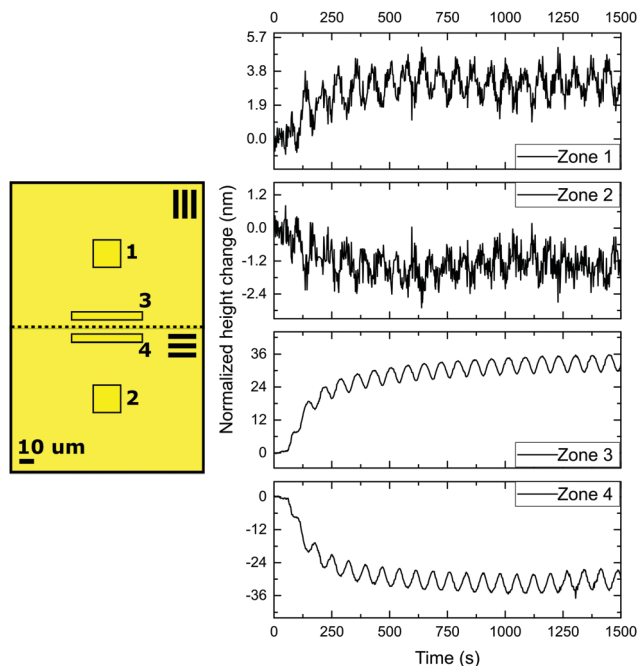 0 250 500 750 1000 1250 1500
5.7
3.8
1.9
0.0
Zone 1
1.2
0.0
-1.2
-2.4
Zone 2
36
24
12
0
Zone 3
0
-12
-24
-36
Zone 4
0 250 500 750 1000 1250 1500
Time (s)
Normalized height change (nm)
1
3
4
2
10 um